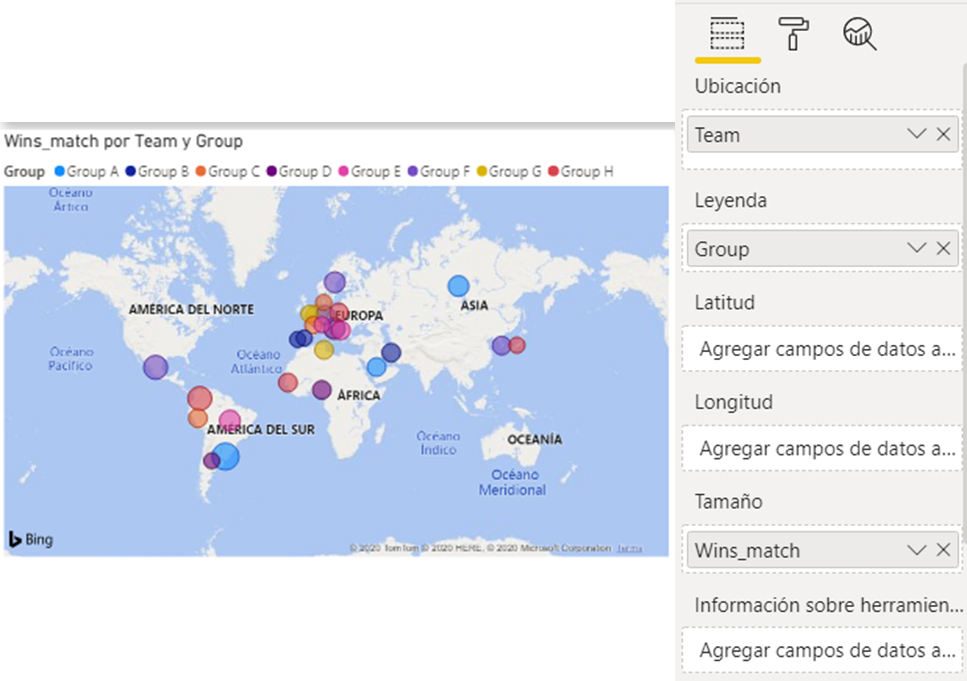 Wins_match por Team y Group
Group Group A Group B Group C Group D Group E Group F Group G Group H
Océano
Ártico
AMÉRICA DEL NORTE
EUROPA
ASIA
Océano
Pacífico
Océano
Atlántico
ÁFRICA
AMÉRICA DEL SUR
Océano
Índico
OCEANÍA
Océano
Meridional
Bing
© 2020 TomTom © 2020 HERE, © 2020 Microsoft Corporation Terms
Ubicación
Team
Leyenda
Group
Latitud
Agregar campos de datos a...
Longitud
Agregar campos de datos a...
Tamaño
Wins_match
Información sobre herramien...
Agregar campos de datos a...